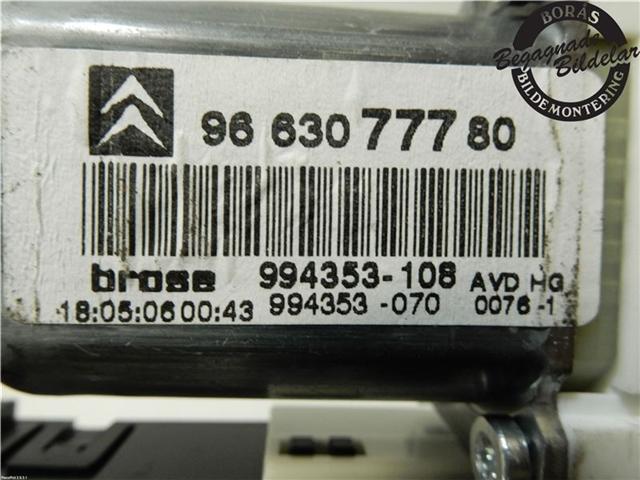 BORÅS
Begagnade
Bildelar
BILDEMONTERING
96 630 777 80
brose 994353-108 AVD HG
18:05:06 00:43 994353-070 0076-1